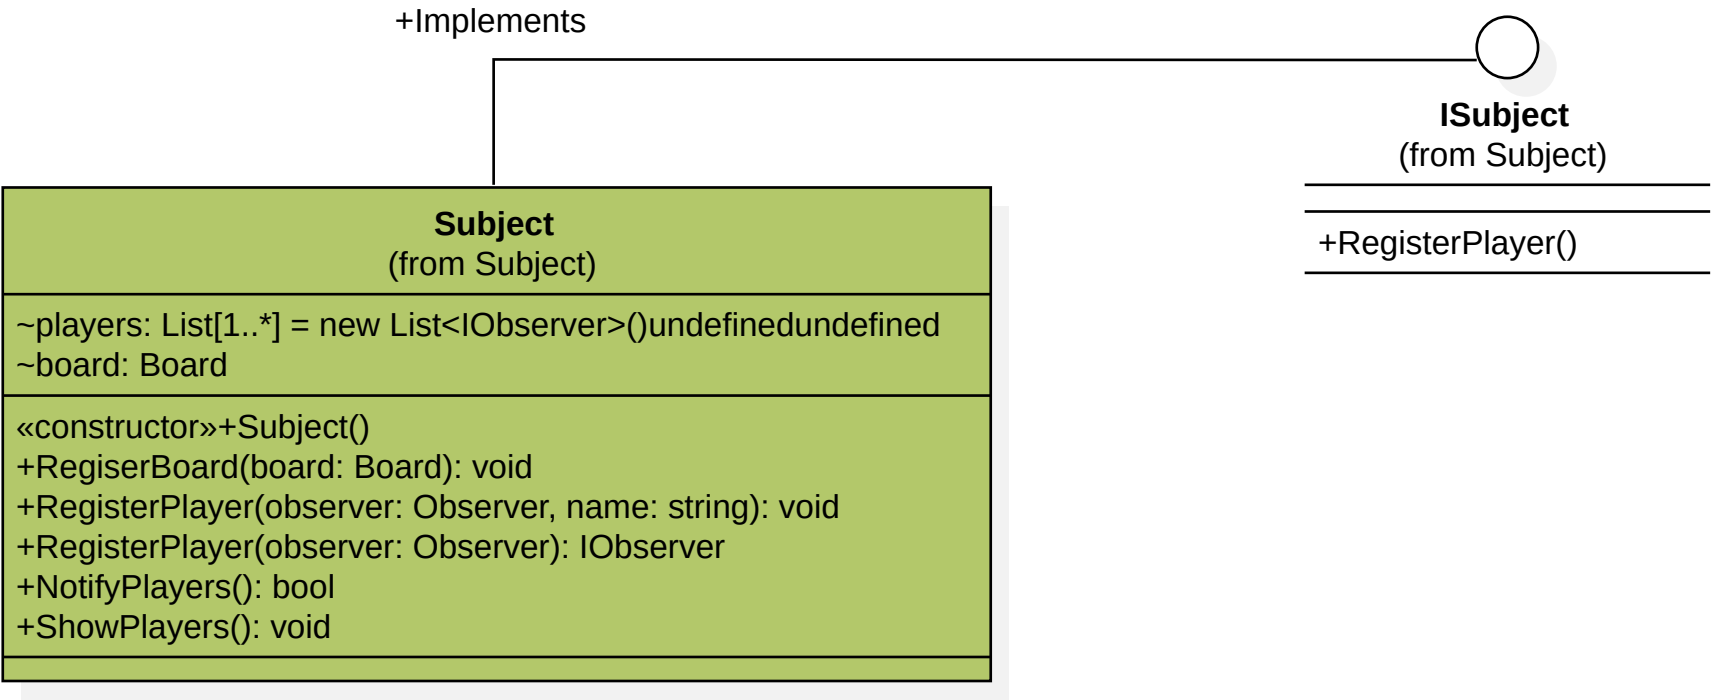 +Implements
ISubject
(from Subject)
+RegisterPlayer()
Subject
(from Subject)
~players: List[1..*] = new List<IObserver>()undefinedundefined
~board: Board
«constructor»+Subject()
+RegiserBoard(board: Board): void
+RegisterPlayer(observer: Observer, name: string): void
+RegisterPlayer(observer: Observer): IObserver
+NotifyPlayers(): bool
+ShowPlayers(): void